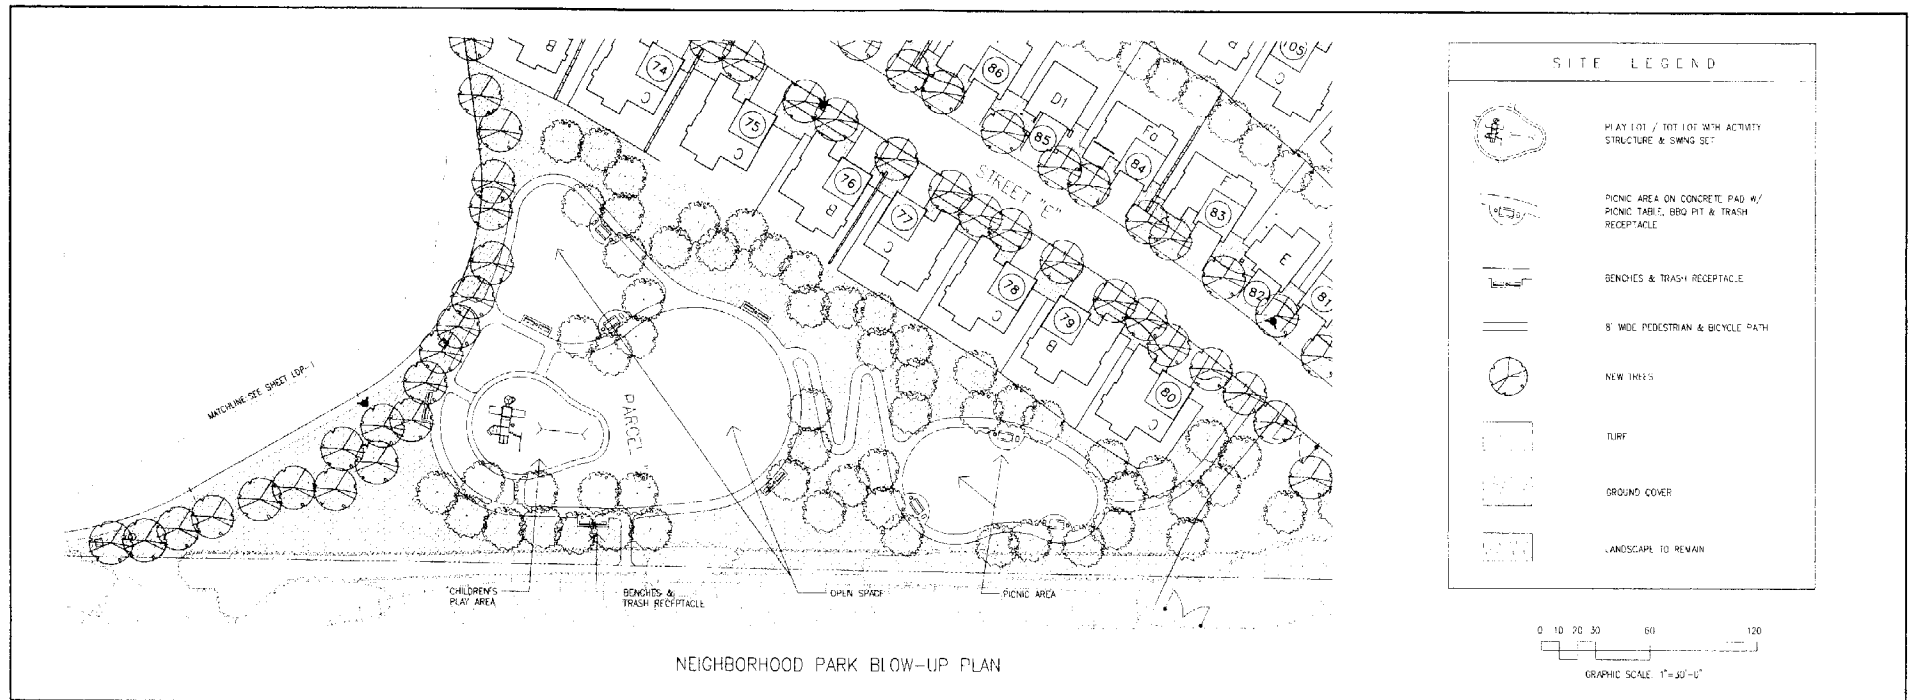 SITE LEGEND
PLAY LOT / TOT LOT WITH ACTIVITY
STRUCTURE & SWING SET
PICNIC AREA ON CONCRETE PAD W/
PICNIC TABLE, BBQ PIT & TRASH
RECEPTACLE
BENCHES & TRASH RECEPTACLE
8' WIDE PEDESTRIAN & BICYCLE PATH
NEW TREES
TURF
GROUND COVER
LANDSCAPE TO REMAIN
0 10 20 30 60 120
GRAPHIC SCALE 1"=30'-0"
B
74
C
75
C
76
B
77
C
78
C
79
B
80
C
86
D1
85
Fa
84
F
83
E
82
81
B
105
C
STREET "E"
PARCEL
MATCHLINE-SEE SHEET LDP-1
CHILDREN'S
PLAY AREA
BENCHES &
TRASH RECEPTACLE
OPEN SPACE
PICNIC AREA
NEIGHBORHOOD PARK BLOW-UP PLAN